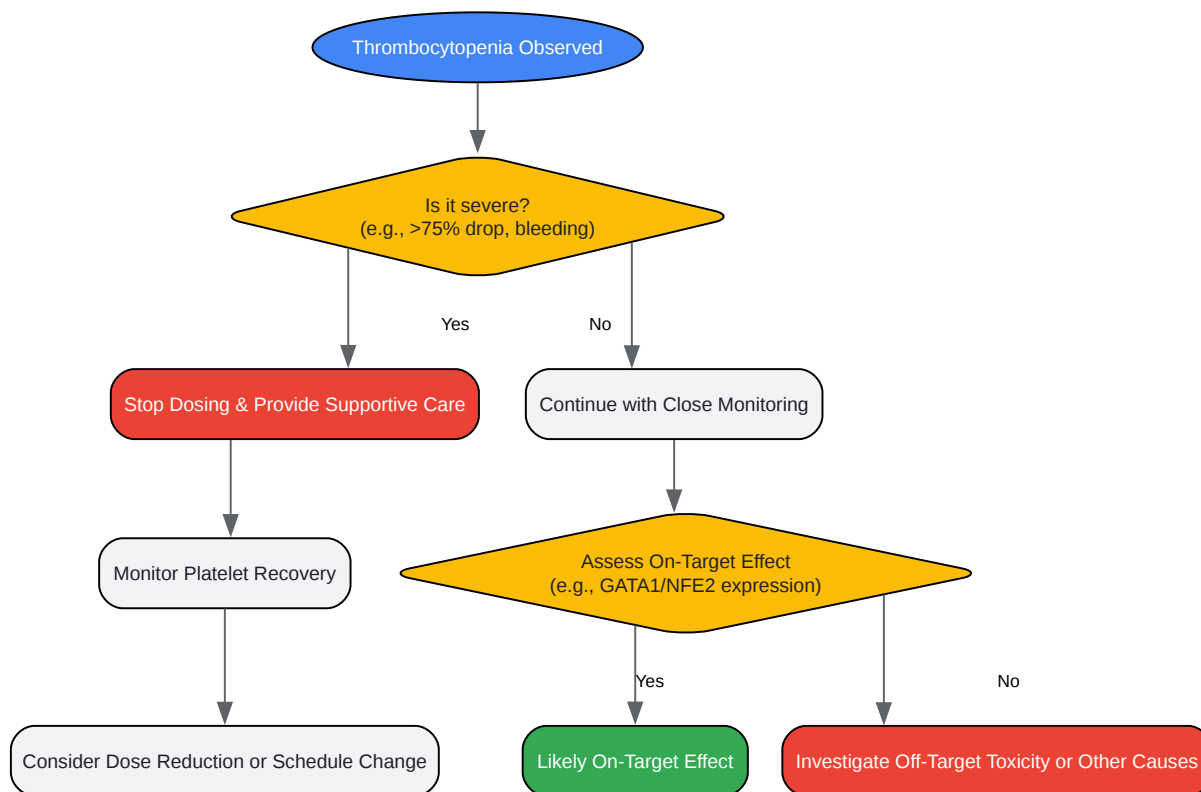 Thrombocytopenia Observed
Is it severe?
(e.g., >75% drop, bleeding)
Yes
No
Stop Dosing & Provide Supportive Care
Continue with Close Monitoring
Monitor Platelet Recovery
Assess On-Target Effect
(e.g., GATA1/NFE2 expression)
Yes
No
Consider Dose Reduction or Schedule Change
Likely On-Target Effect
Investigate Off-Target Toxicity or Other Causes